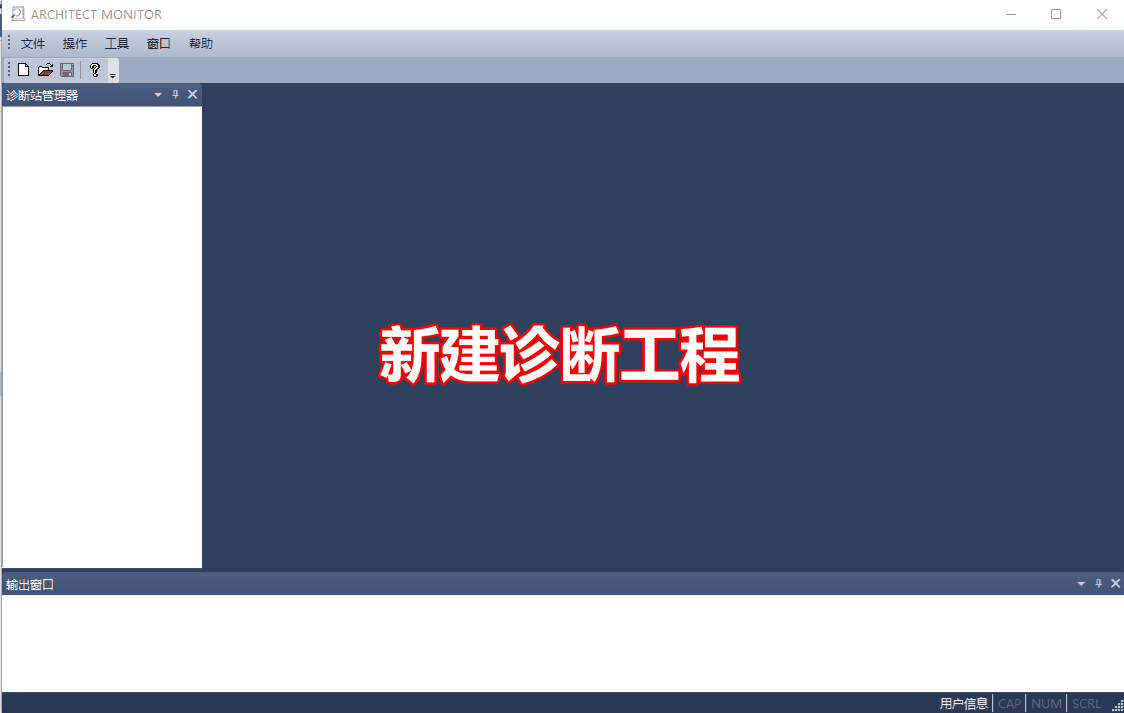 ARCHITECT MONITOR
文件 操作 工具 窗口 帮助
诊断站管理器
新建诊断工程
输出窗口
用户信息 CAP NUM SCRL